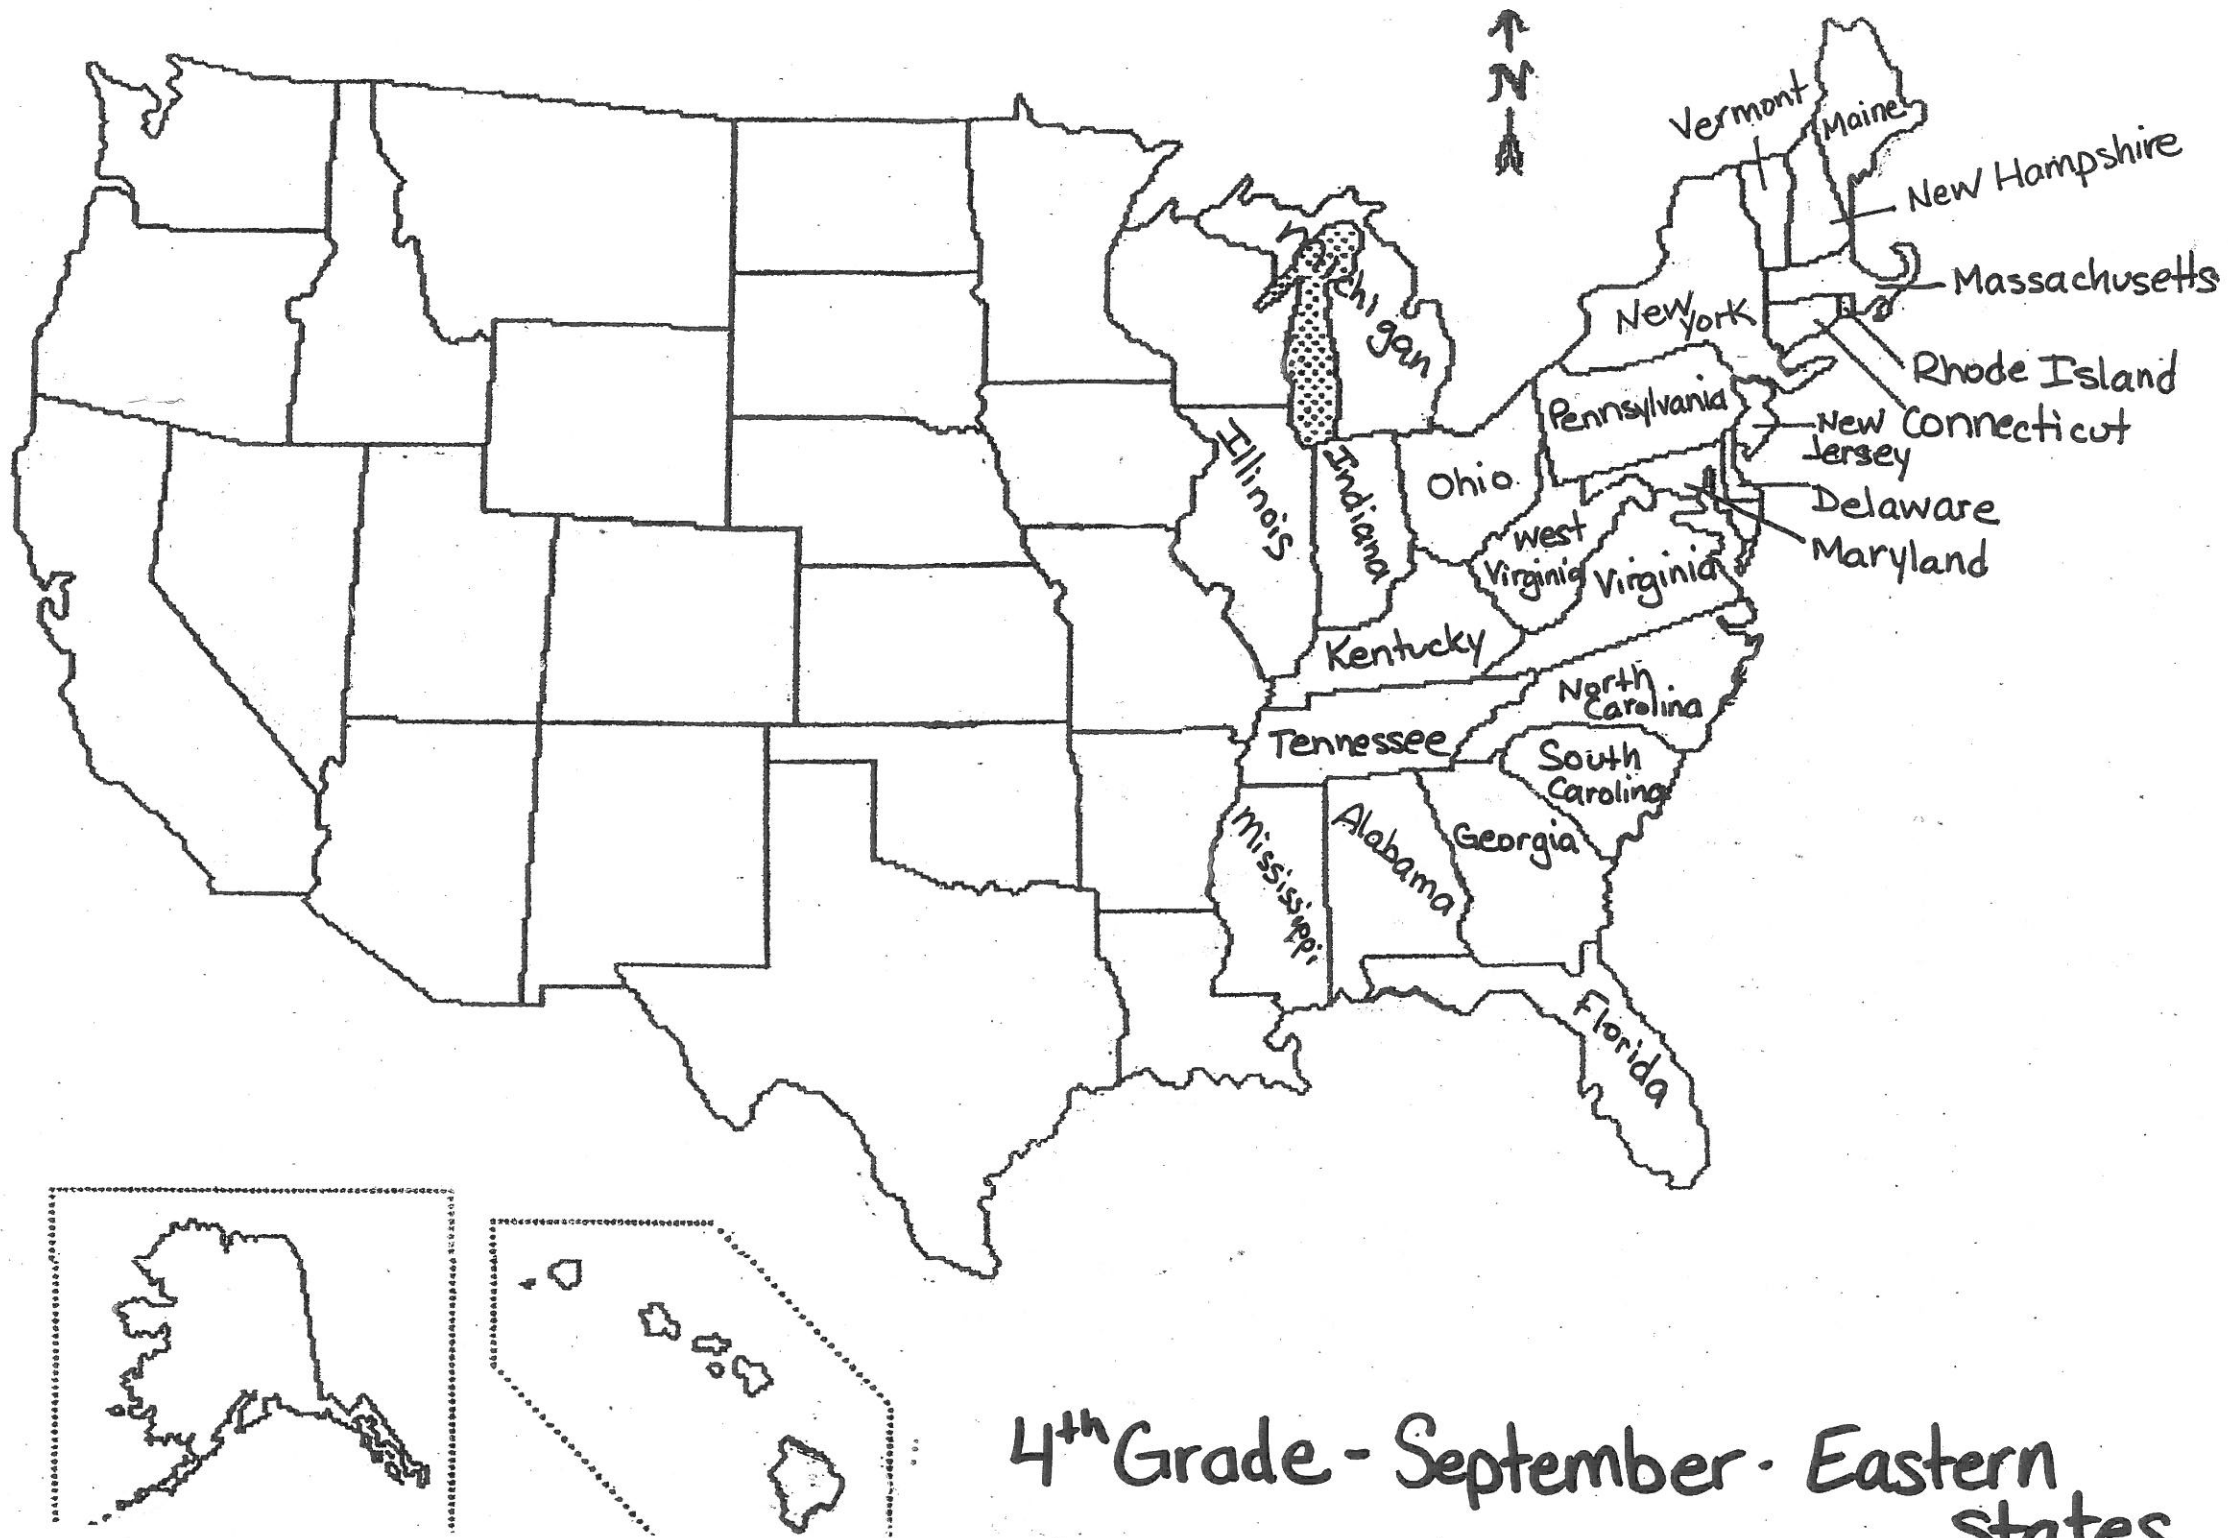 N
Vermont
Maine
New Hampshire
Massachusetts
Michigan
New York
Rhode Island
Connecticut
Pennsylvania
New
Jersey
Illinois
Indiana
Ohio
Delaware
Maryland
West
Virginia
Virginia
Kentucky
North
Carolina
Tennessee
South
Carolina
Mississippi
Alabama
Georgia
Florida
4th Grade - September · Eastern
States